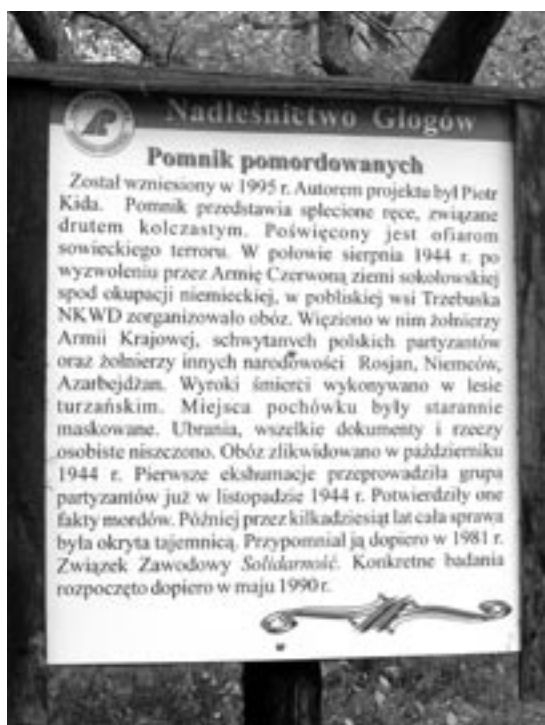 Nadleśnictwo Głogów
Pomnik pomordowanych
Został wzniesiony w 1995 r. Autorem projektu był Piotr
Kida. Pomnik przedstawia splecione ręce, związane
drutem kolczastym. Poświęcony jest ofiarom
sowieckiego terroru. W połowie sierpnia 1944 r. po
wyzwoleniu przez Armię Czerwoną ziemi sokołowskiej
spod okupacji niemieckiej, w pobliskiej wsi Trzebuska
NKWD zorganizowało obóz. Więziono w nim żołnierzy
Armii Krajowej, schwytanych polskich partyzantów
oraz żołnierzy innych narodowości Rosjan, Niemców,
Azarbejdżan. Wyroki śmierci wykonywano w lesie
turzańskim. Miejsca pochówku były starannie
maskowane. Ubrania, wszelkie dokumenty i rzeczy
osobiste niszczono. Obóz zlikwidowano w październiku
1944 r. Pierwsze ekshumacje przeprowadziła grupa
partyzantów już w listopadzie 1944 r. Potwierdziły one
fakty mordów. Później przez kilkadziesiąt lat cała sprawa
była okryta tajemnicą. Przypomniał ją dopiero w 1981 r.
Związek Zawodowy Solidarność. Konkretne badania
rozpoczęto dopiero w maju 1990 r.